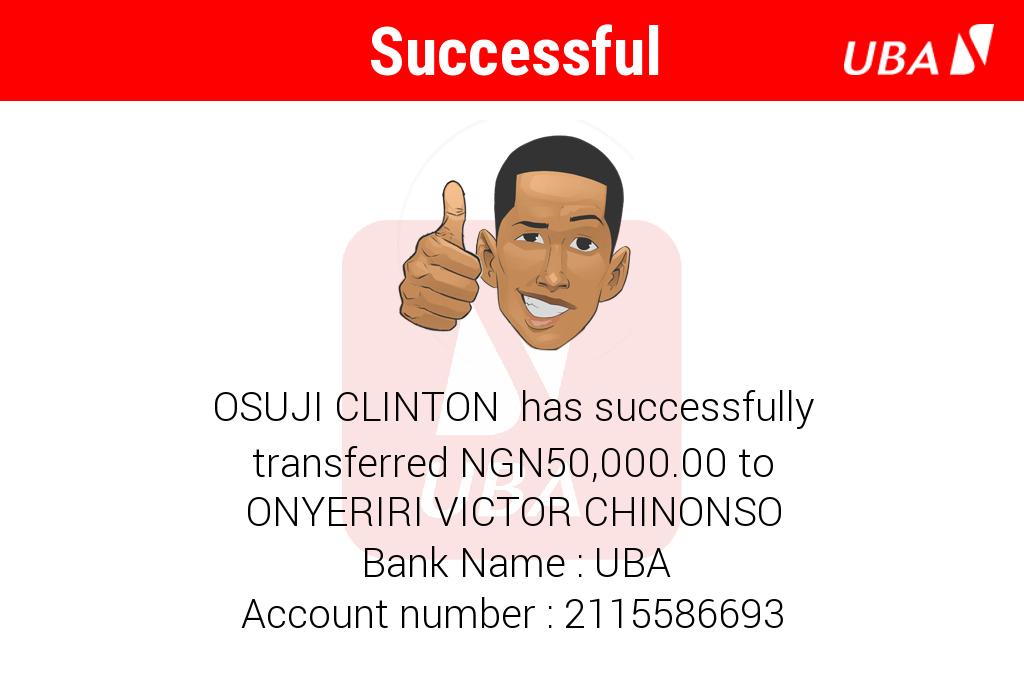 Successful
UBA
OSUJI CLINTON has successfully
transferred NGN50,000.00 to
ONYERIRI VICTOR CHINONSO
Bank Name : UBA
Account number : 2115586693
UBA